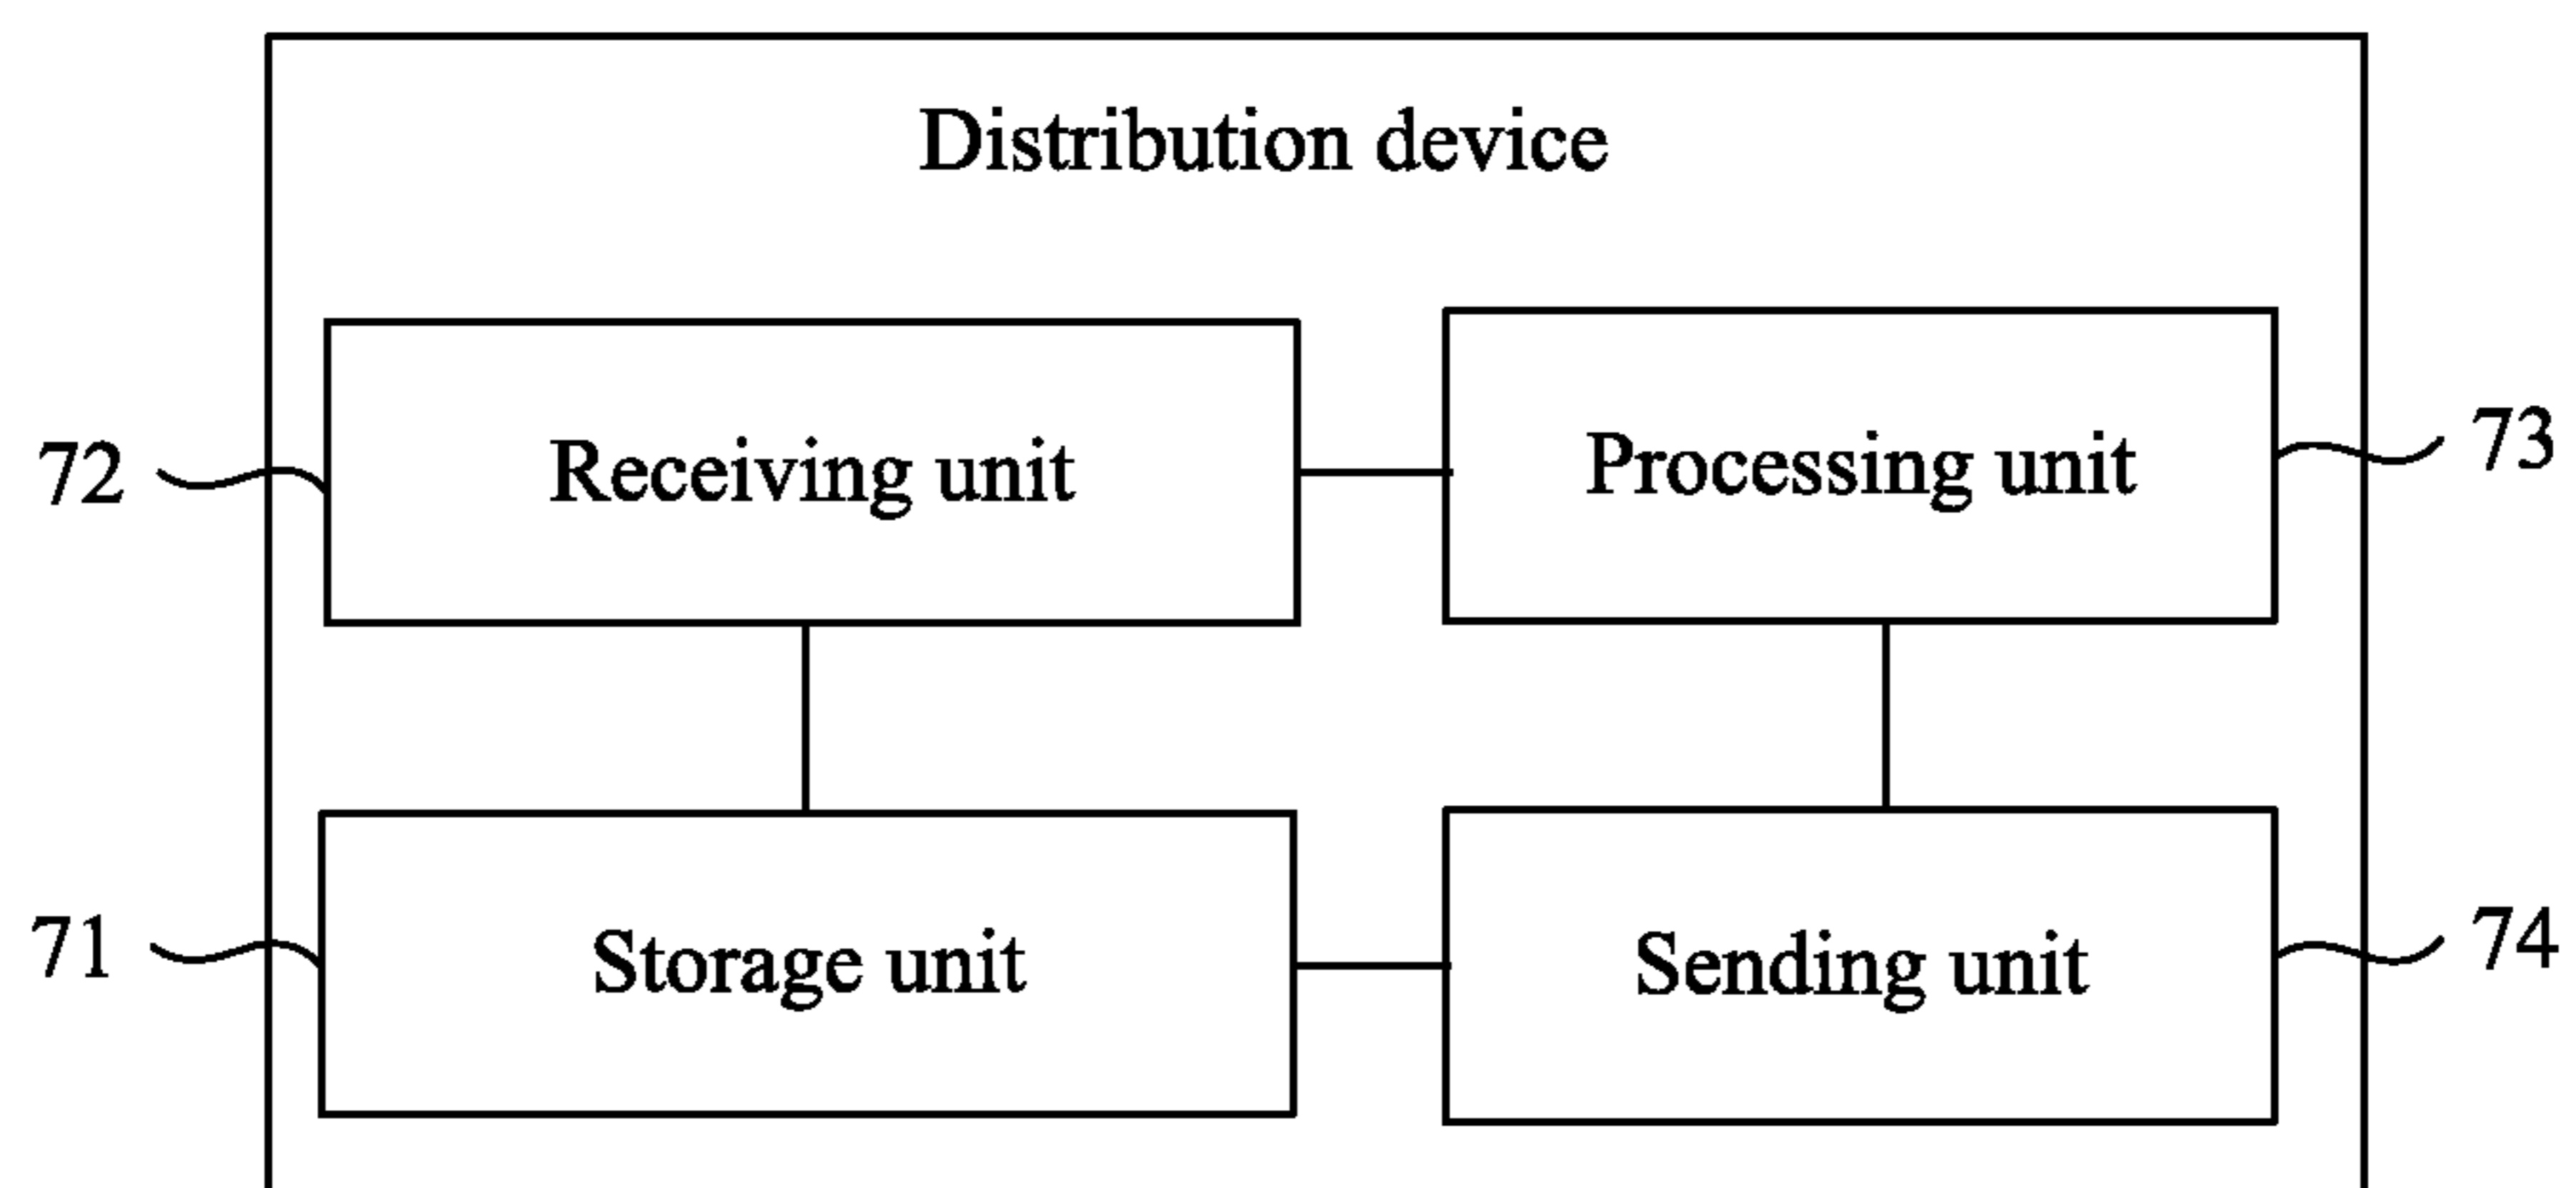 Distribution device
72
Receiving unit
Processing unit
73
71
Storage unit
Sending unit
74